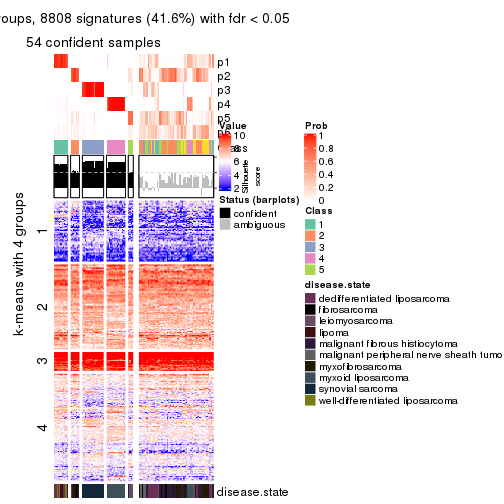 roups, 8808 signatures (41.6%) with fdr < 0.05
54 confident samples
p1
p2
p3
p4
p5
Class
k-means with 4 groups
1
2
3
4
disease.state
Value
10
8
6
4
2
Silhouette score
Status (barplots)
confident
ambiguous
Prob
1
0.8
0.6
0.4
0.2
0
Class
1
2
3
4
5
disease.state
dedifferentiated liposarcoma
fibrosarcoma
leiomyosarcoma
lipoma
malignant fibrous histiocytoma
malignant peripheral nerve sheath tumo
myxofibrosarcoma
myxoid liposarcoma
synovial sarcoma
well-differentiated liposarcoma